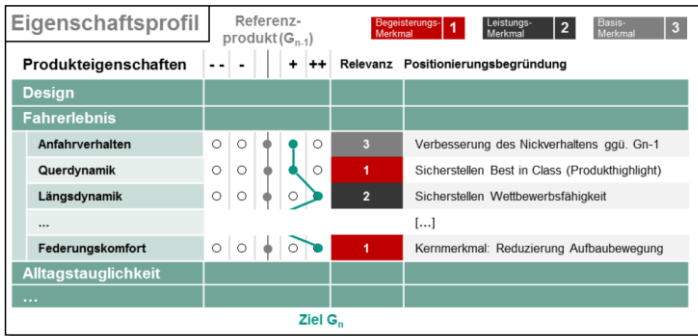 Eigenschaftsprofil
Referenz-
produkt (Gn-1)
Begeisterungs-
Merkmal 1
Leistungs-
Merkmal 2
Basis-
Merkmal 3
Produkteigenschaften -- - | + ++ Relevanz Positionierungsbegründung
Design
Fahrerlebnis
Anfahrverhalten 3 Verbesserung des Nickverhaltens ggü. Gn-1
Querdynamik 1 Sicherstellen Best in Class (Produkthighlight)
Längsdynamik 2 Sicherstellen Wettbewerbsfähigkeit
... [...]
Federungskomfort 1 Kernmerkmal: Reduzierung Aufbaubewegung
Alltagstauglichkeit
...
Ziel Gn